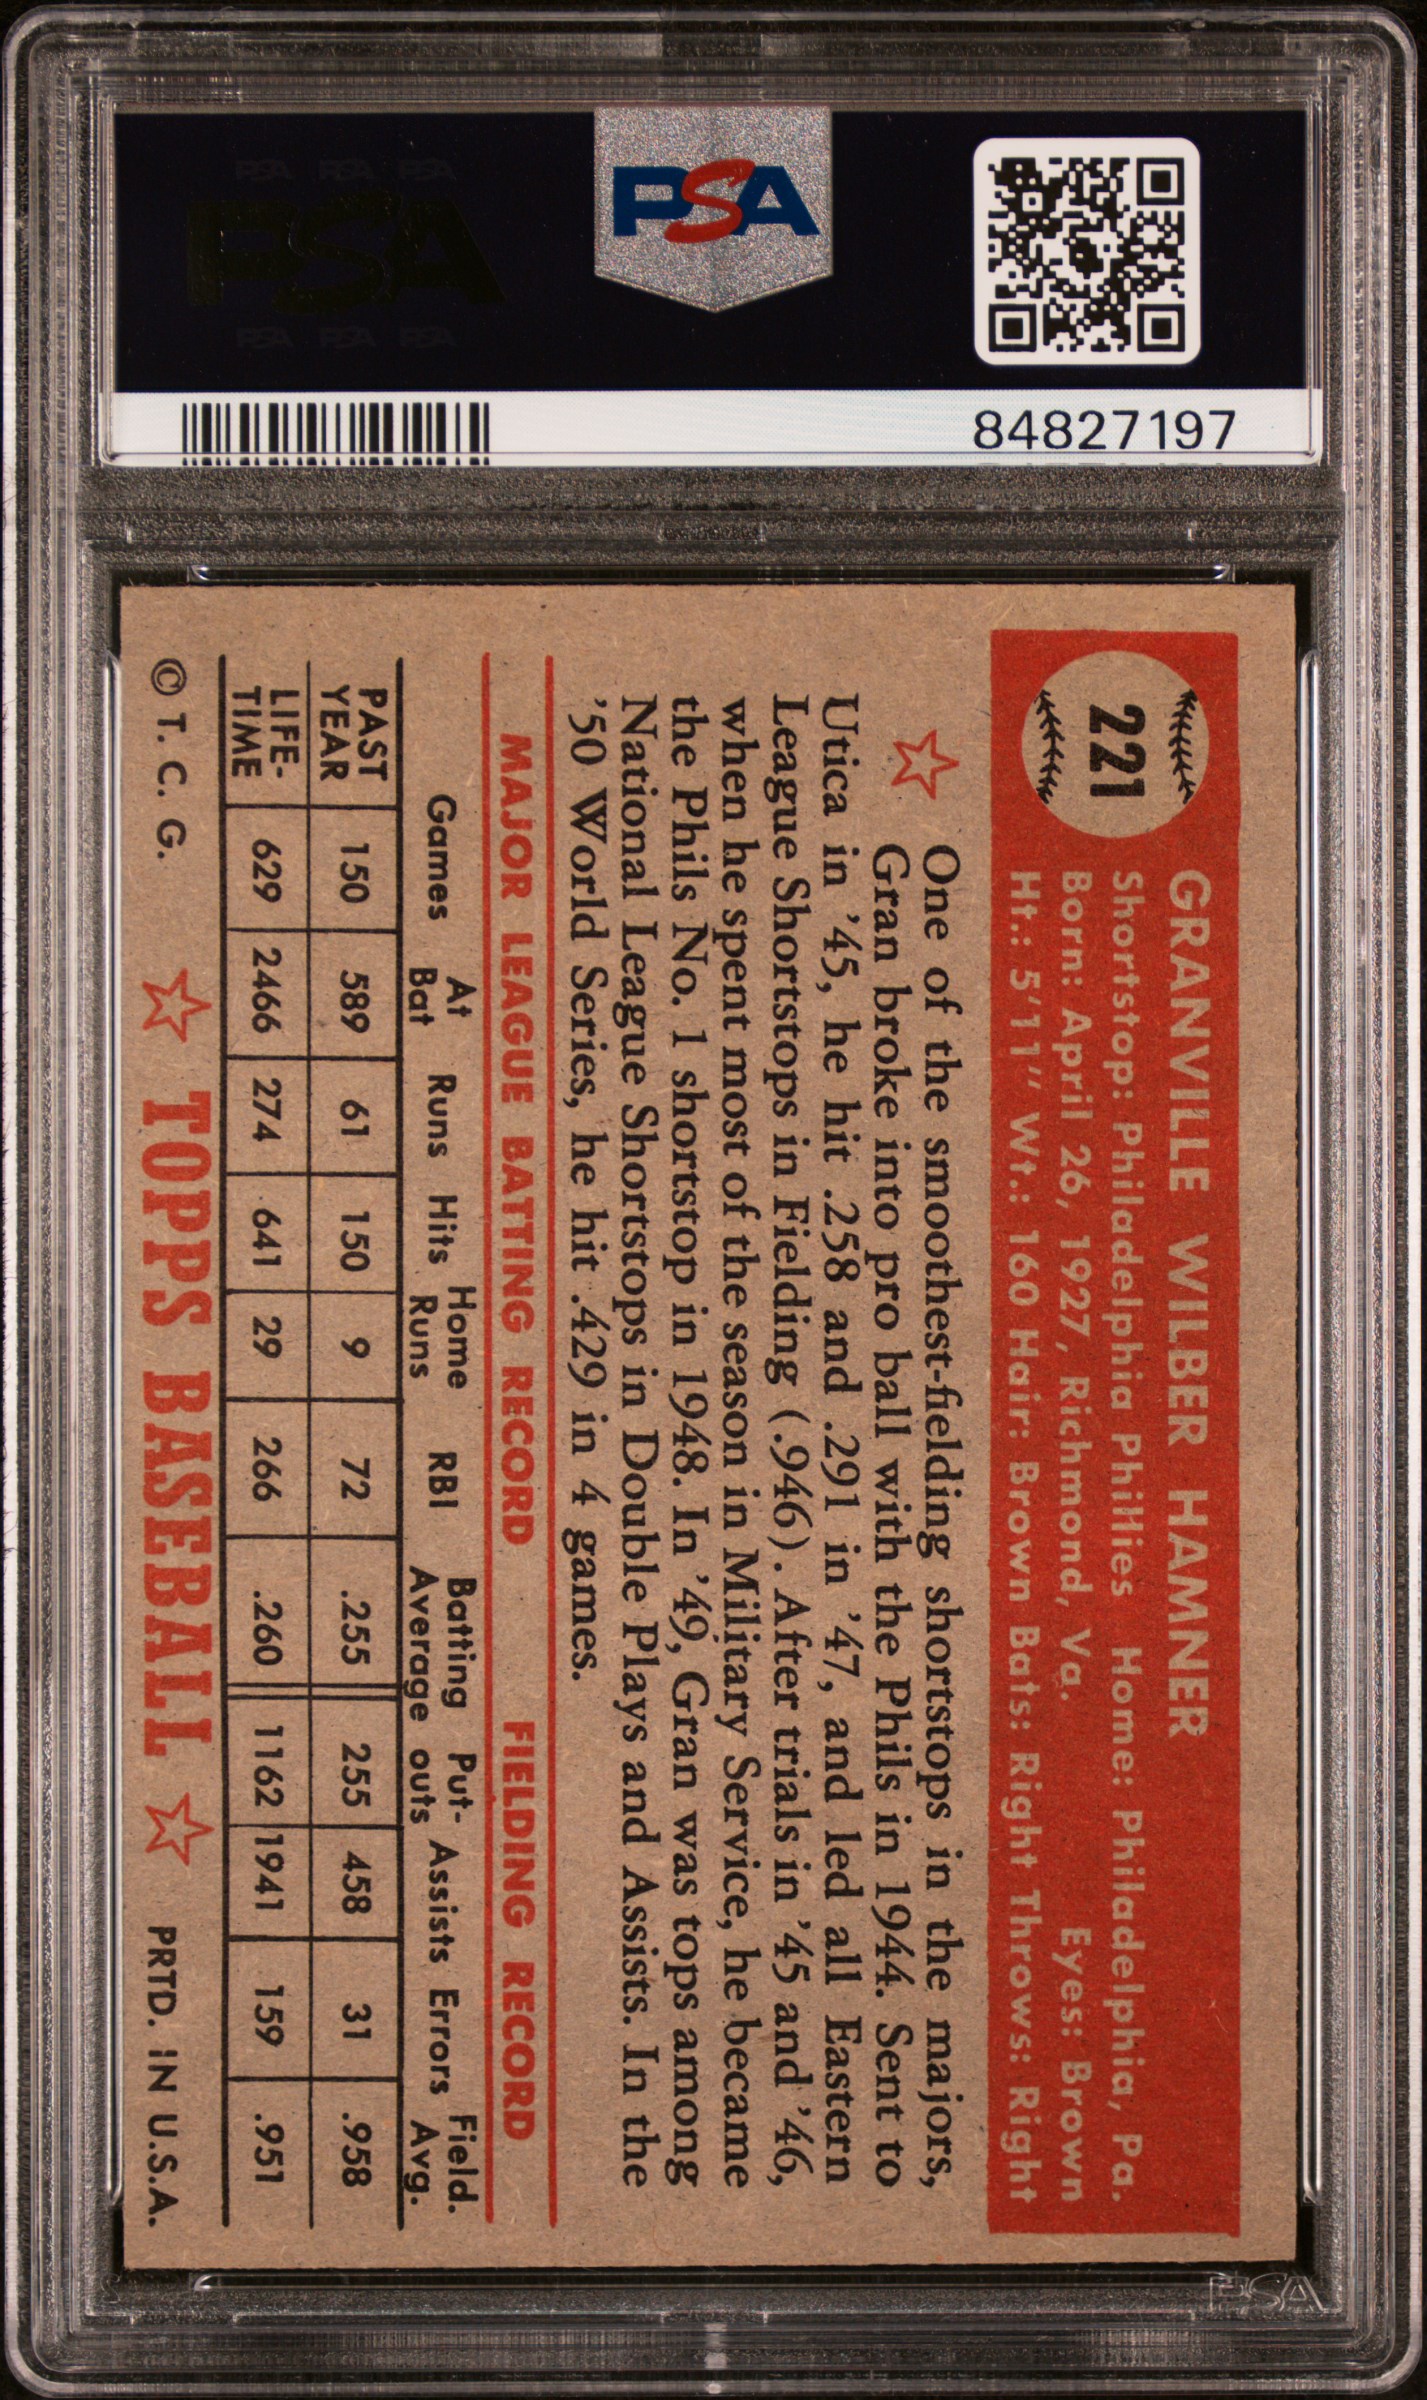 PSA PSA PSA
PSA
PSA PSA PSA
PSA
84827197
221
GRANVILLE WILBER HAMNER
Shortstop: Philadelphia Phillies Home: Philadelphia, Pa.
Born: April 26, 1927, Richmond, Va. Eyes: Brown
Ht.: 5'11" Wt.: 160 Hair: Brown Bats: Right Throws: Right
One of the smoothest-fielding shortstops in the majors,
Gran broke into pro ball with the Phils in 1944. Sent to
Utica in '45, he hit .258 and .291 in '47, and led all Eastern
League Shortstops in Fielding (.946). After trials in '45 and '46,
when he spent most of the season in Military Service, he became
the Phils No. 1 shortstop in 1948. In '49, Gran was tops among
National League Shortstops in Double Plays and Assists. In the
'50 World Series, he hit .429 in 4 games.
MAJOR LEAGUE BATTING RECORD FIELDING RECORD
Games At Bat Runs Hits Home Runs RBI Batting Average Put-outs Assists Errors Field. Avg.
PAST YEAR 150 589 61 150 9 72 .255 255 458 31 .958
LIFE-TIME 629 2466 274 641 29 266 .260 1162 1941 159 .951
© T. C. G. TOPPS BASEBALL PRTD. IN U.S.A.
PSA